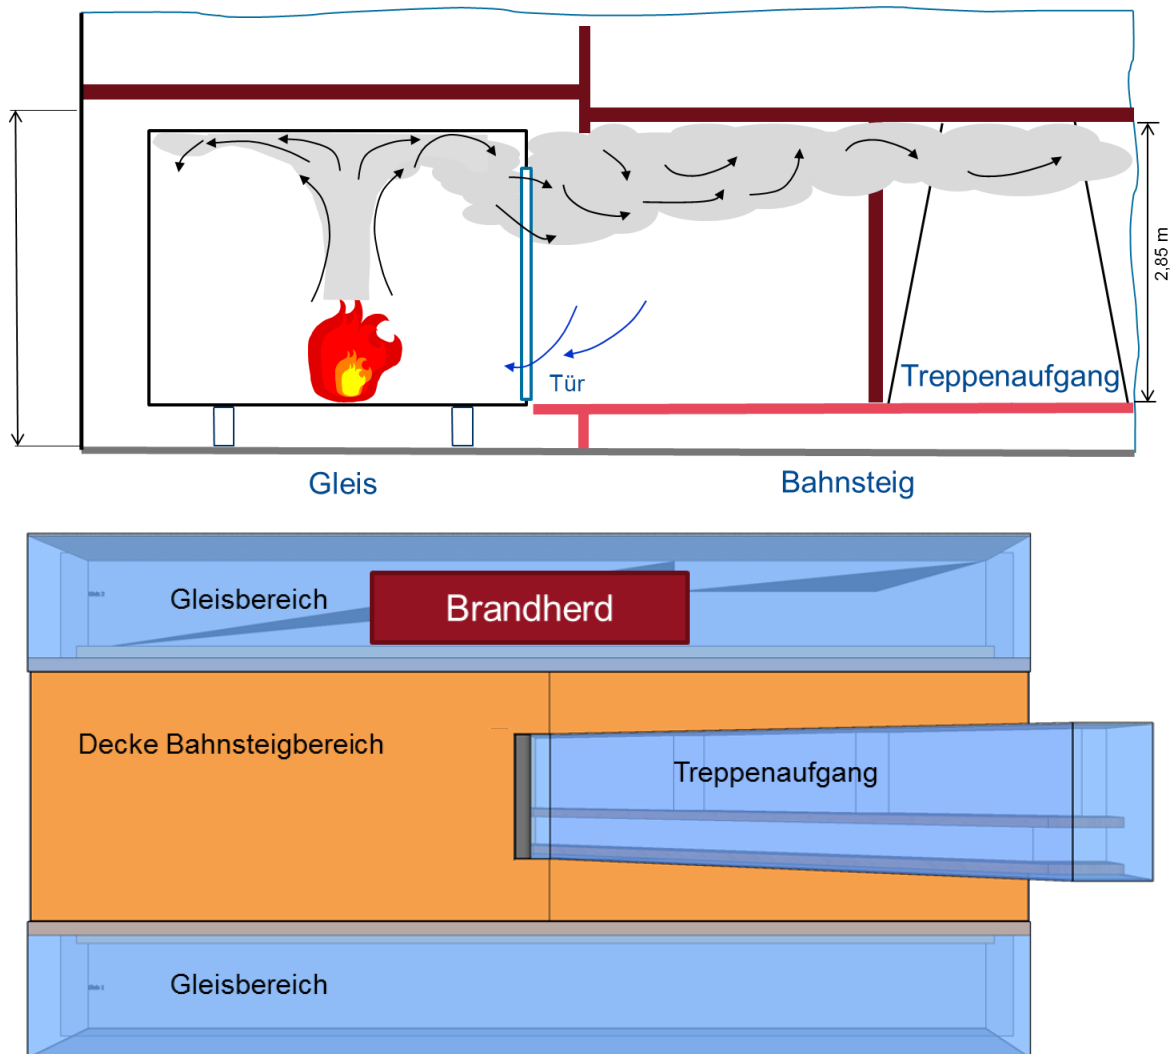 2,85 m
Tür
Treppenaufgang
Gleis
Bahnsteig
Gleisbereich
Brandherd
Decke Bahnsteigbereich
Treppenaufgang
Gleisbereich